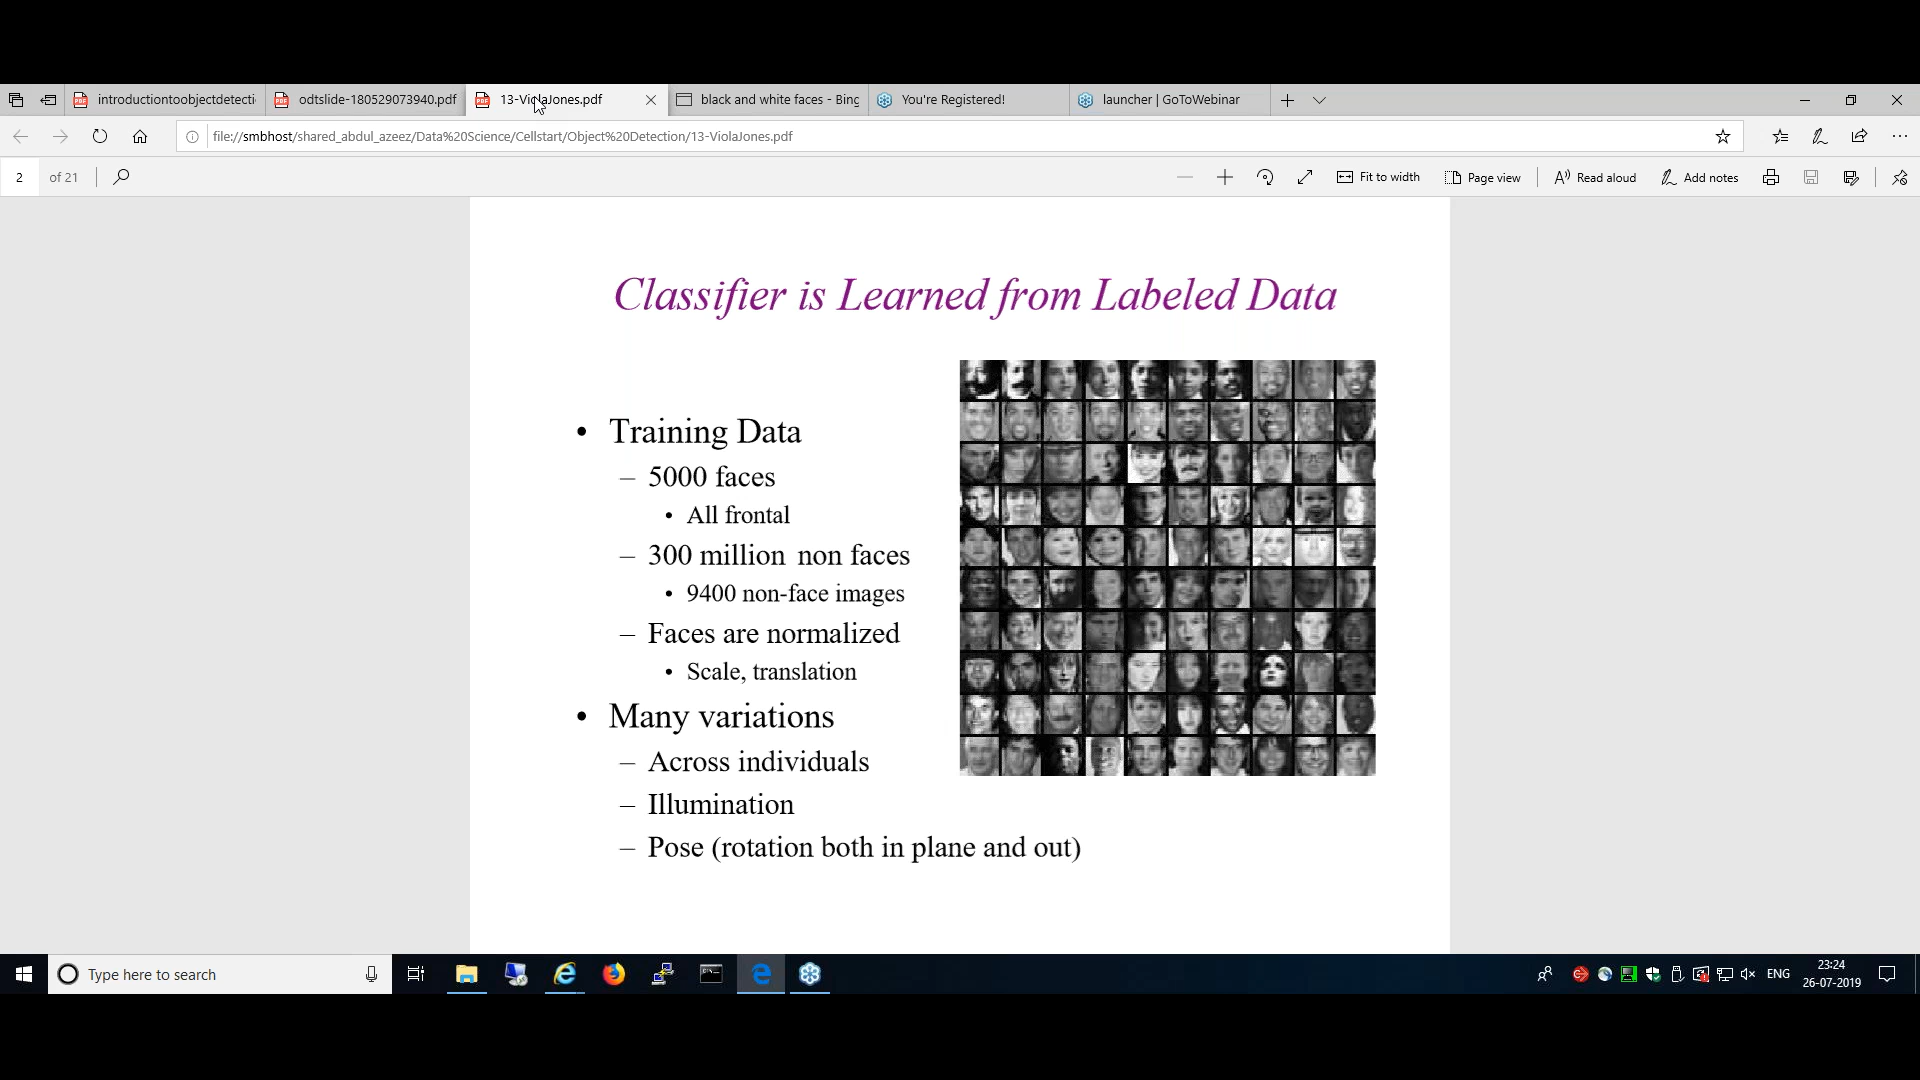 introductiontoobjectdetecti
odtslide-180529073940.pdf
13-ViolaJones.pdf
black and white faces - Bing
You're Registered!
launcher | GoToWebinar
file://smbhost/shared_abdul_azeez/Data%20Science/Cellstart/Object%20Detection/13-ViolaJones.pdf
2 of 21
Fit to width
Page view
Read aloud
Add notes
Classifier is Learned from Labeled Data
• Training Data
– 5000 faces
• All frontal
– 300 million non faces
• 9400 non-face images
– Faces are normalized
• Scale, translation
• Many variations
– Across individuals
– Illumination
– Pose (rotation both in plane and out)
Type here to search
ENG
23:24
26-07-2019